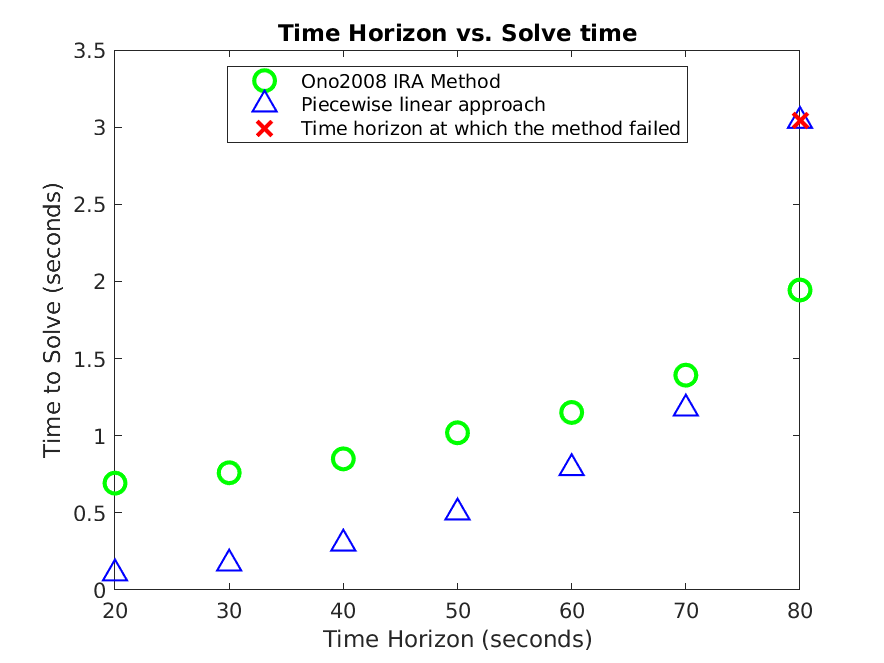 Time Horizon vs. Solve time
Ono2008 IRA Method
Piecewise linear approach
Time horizon at which the method failed
3.5
3
2.5
2
1.5
1
0.5
0
Time to Solve (seconds)
20 30 40 50 60 70 80
Time Horizon (seconds)